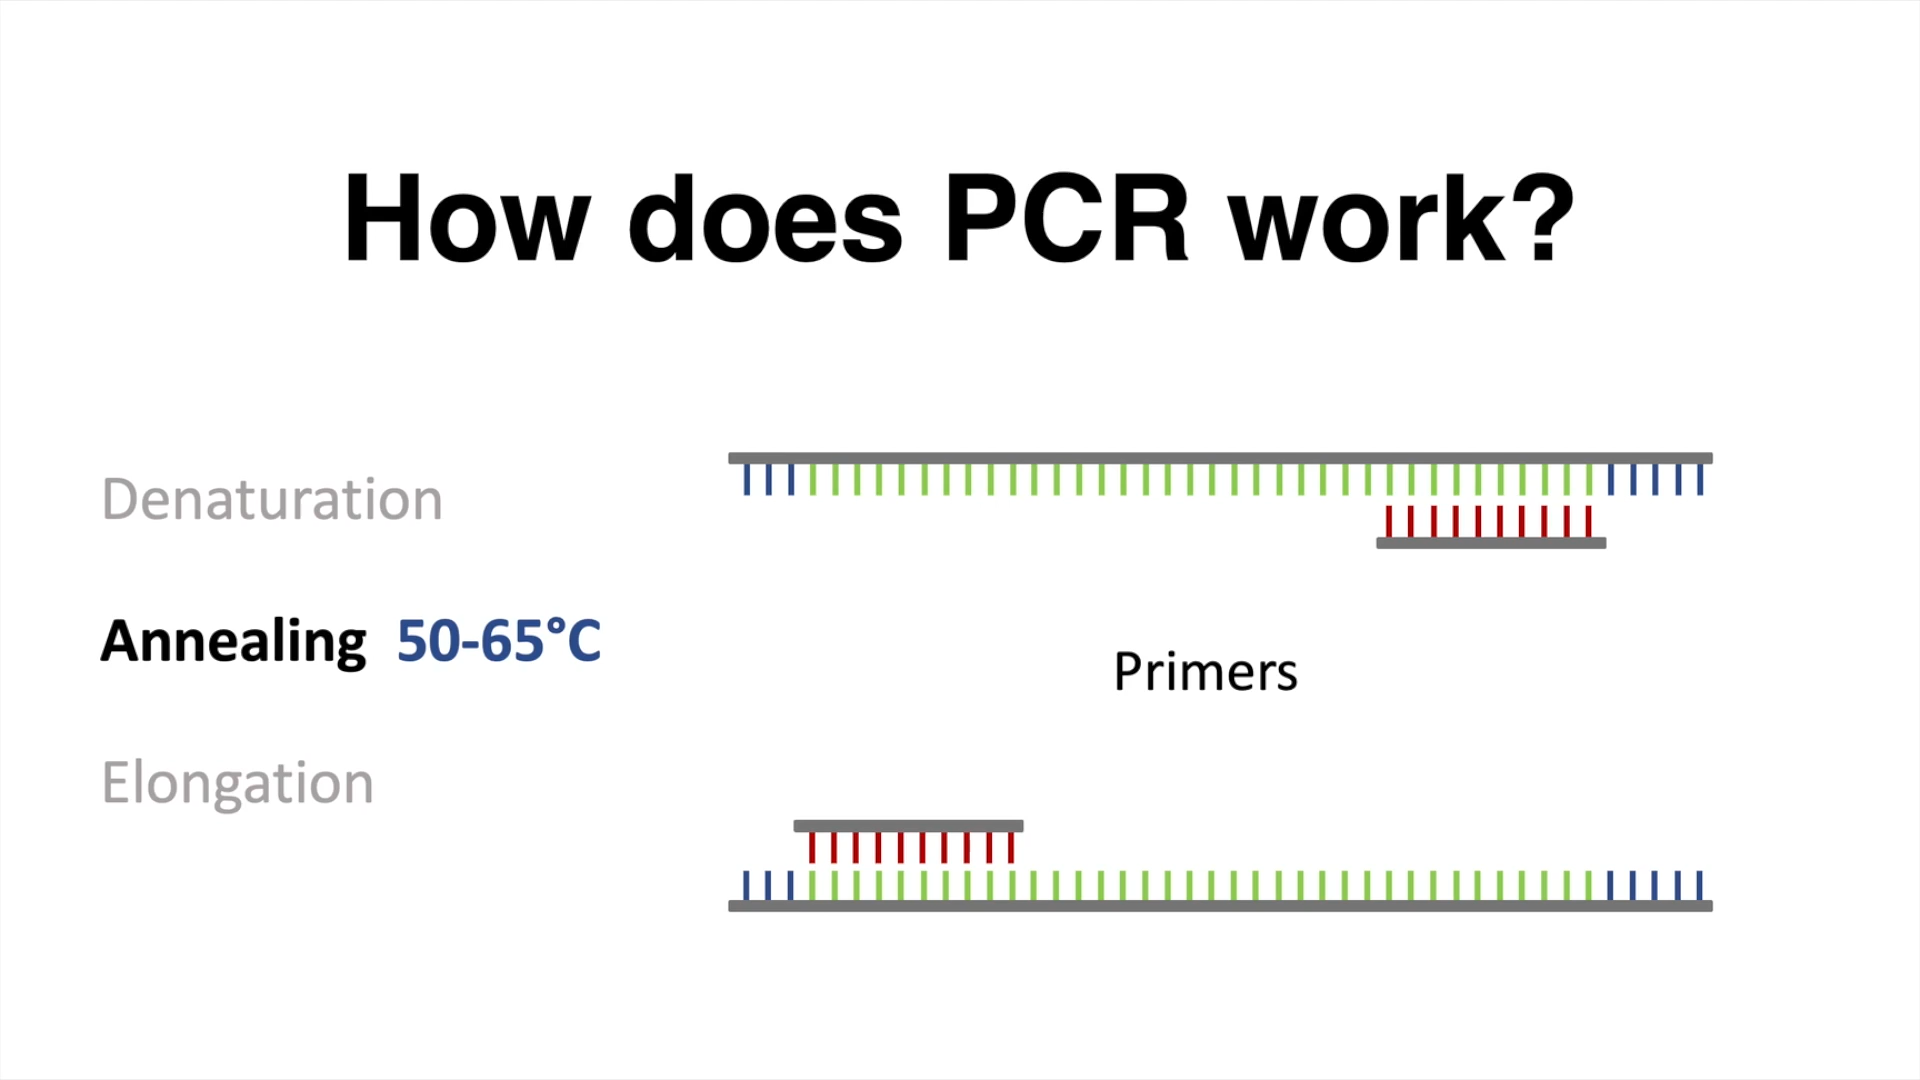 How does PCR work?
Denaturation
Annealing 50-65°C
Primers
Elongation